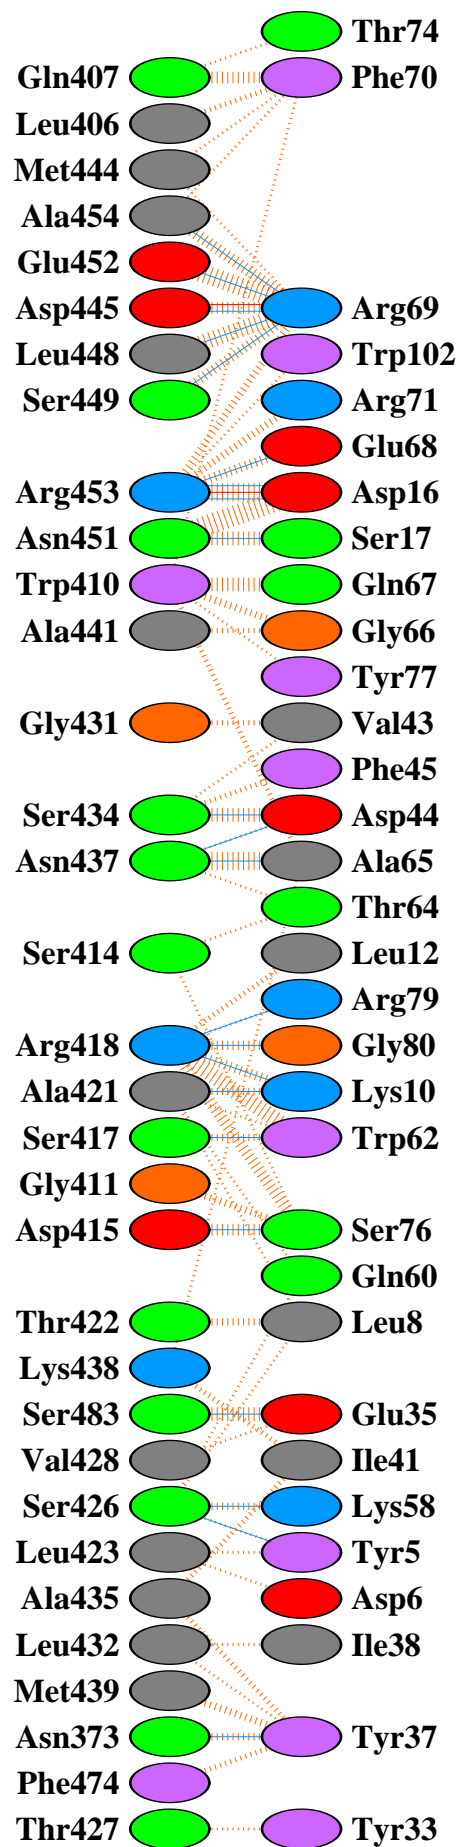 Thr74
Gln407 Phe70
Leu406
Met444
Ala454
Glu452
Asp445 Arg69
Leu448 Trp102
Ser449 Arg71
Glu68
Arg453 Asp16
Asn451 Ser17
Trp410 Gln67
Ala441 Gly66
Tyr77
Gly431 Val43
Phe45
Ser434 Asp44
Asn437 Ala65
Thr64
Ser414 Leu12
Arg79
Arg418 Gly80
Ala421 Lys10
Ser417 Trp62
Gly411
Asp415 Ser76
Gln60
Thr422 Leu8
Lys438
Ser483 Glu35
Val428 Ile41
Ser426 Lys58
Leu423 Tyr5
Ala435 Asp6
Leu432 Ile38
Met439
Asn373 Tyr37
Phe474
Thr427 Tyr33